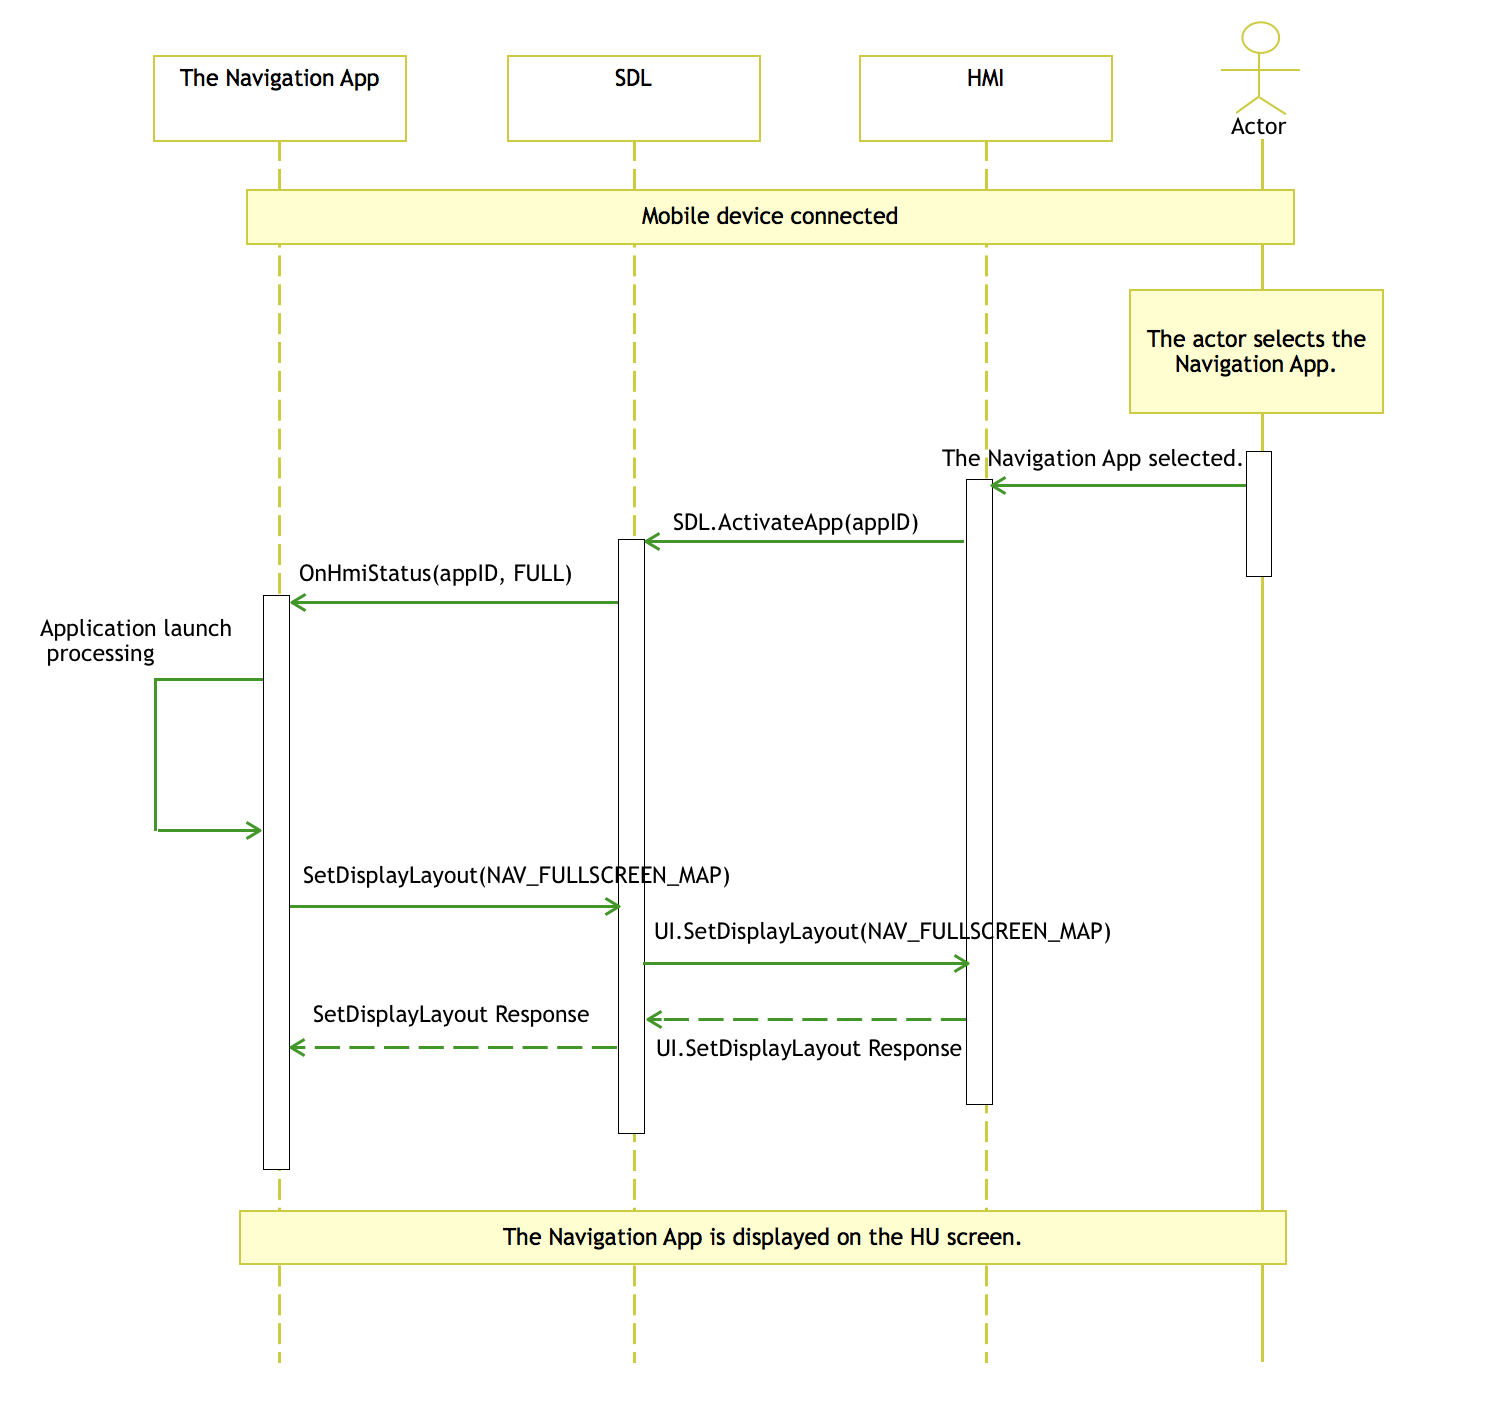 The Navigation App
SDL
HMI
Actor
Mobile device connected
The actor selects the
Navigation App.
The Navigation App selected.
SDL.ActivateApp(appID)
OnHmiStatus(appID, FULL)
Application launch
processing
SetDisplayLayout(NAV_FULLSCREEN_MAP)
UI.SetDisplayLayout(NAV_FULLSCREEN_MAP)
SetDisplayLayout Response
UI.SetDisplayLayout Response
The Navigation App is displayed on the HU screen.